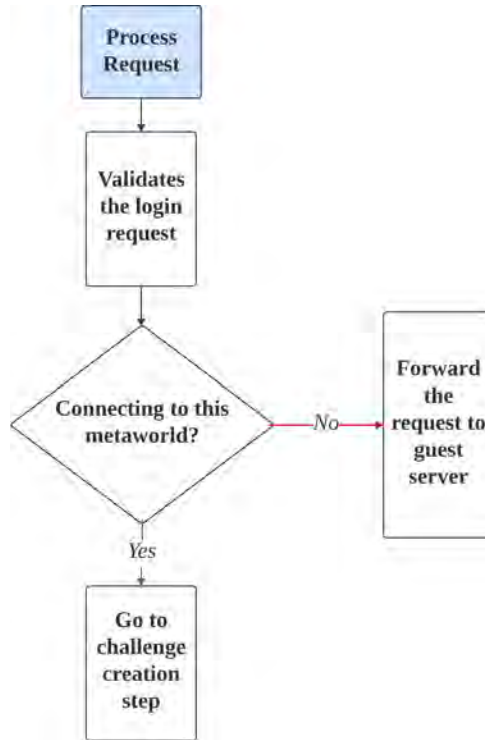 Process
Request
Validates
the login
request
Connecting to this
metaworld?
No
Forward
the
request to
guest
server
Yes
Go to
challenge
creation
step